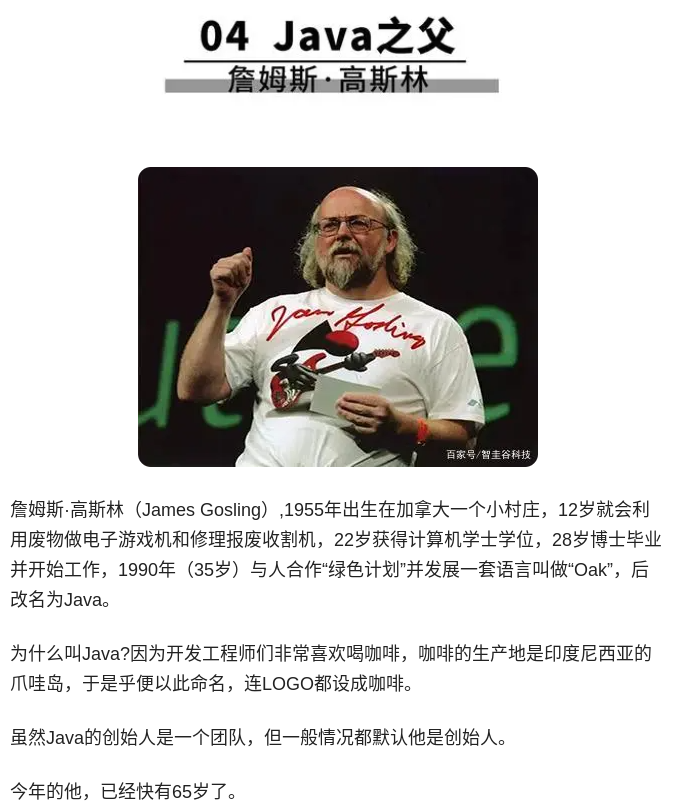 04 Java之父
詹姆斯·高斯林
James Gosling
百家号/智圭谷科技
詹姆斯·高斯林（James Gosling）,1955年出生在加拿大一个小村庄，12岁就会利
用废物做电子游戏机和修理报废收割机，22岁获得计算机学士学位，28岁博士毕业
并开始工作，1990年（35岁）与人合作“绿色计划”并发展一套语言叫做“Oak”，后
改名为Java。
为什么叫Java?因为开发工程师们非常喜欢喝咖啡，咖啡的生产地是印度尼西亚的
爪哇岛，于是乎便以此命名，连LOGO都设成咖啡。
虽然Java的创始人是一个团队，但一般情况都默认他是创始人。
今年的他，已经快有65岁了。